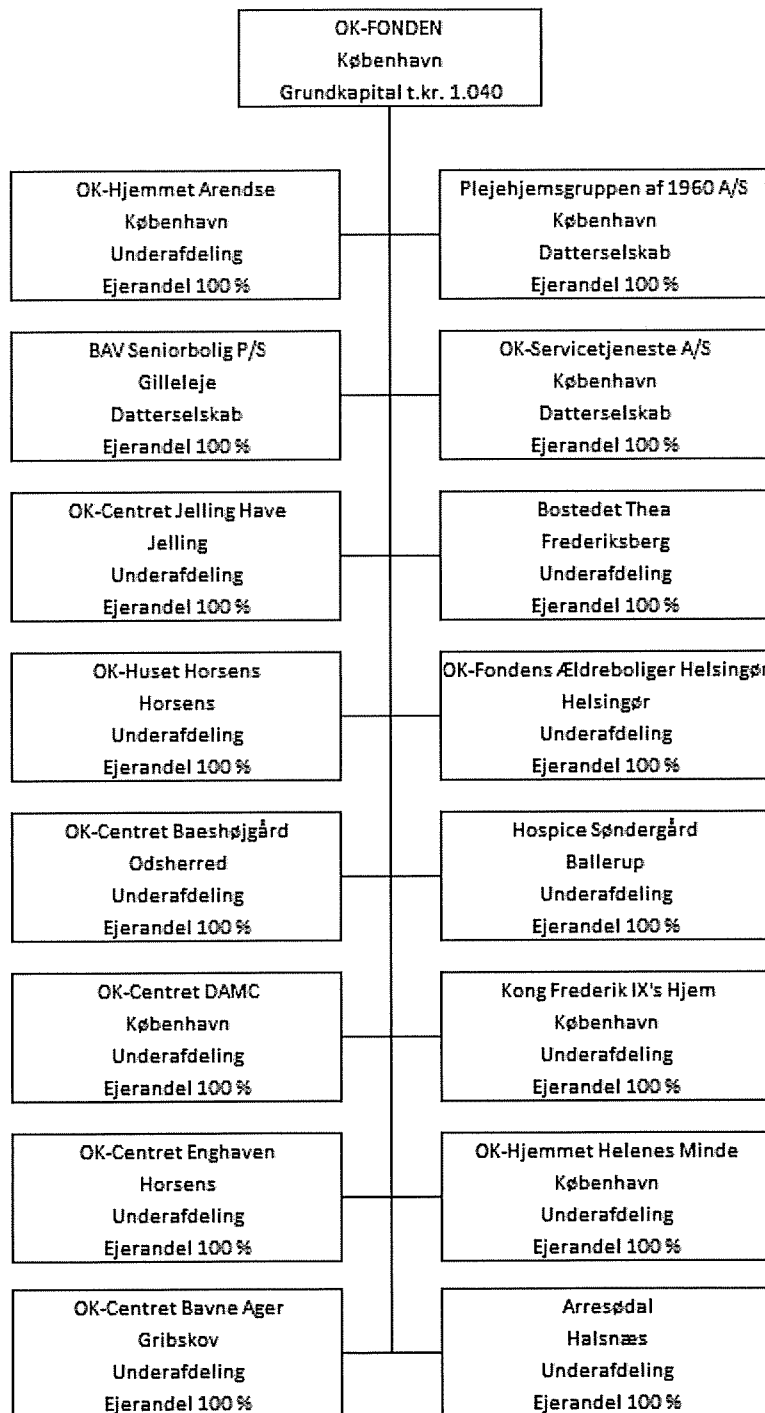 OK-FONDEN
København
Grundkapital t.kr. 1.040
OK-Hjemmet Arendse
København
Underafdeling
Ejerandel 100 %
Plejehjemsgruppen af 1960 A/S
København
Datterselskab
Ejerandel 100 %
BAV Seniorbolig P/S
Gilleleje
Datterselskab
Ejerandel 100 %
OK-Servicetjeneste A/S
København
Datterselskab
Ejerandel 100 %
OK-Centret Jelling Have
Jelling
Underafdeling
Ejerandel 100 %
Bostedet Thea
Frederiksberg
Underafdeling
Ejerandel 100 %
OK-Huset Horsens
Horsens
Underafdeling
Ejerandel 100 %
OK-Fondens Ældreboliger Helsingør
Helsingør
Underafdeling
Ejerandel 100 %
OK-Centret Baeshøjgård
Odsherred
Underafdeling
Ejerandel 100 %
Hospice Søndergård
Ballerup
Underafdeling
Ejerandel 100 %
OK-Centret DAMC
København
Underafdeling
Ejerandel 100 %
Kong Frederik IX's Hjem
København
Underafdeling
Ejerandel 100 %
OK-Centret Enghaven
Horsens
Underafdeling
Ejerandel 100 %
OK-Hjemmet Helenes Minde
København
Underafdeling
Ejerandel 100 %
OK-Centret Bavne Ager
Gribskov
Underafdeling
Ejerandel 100 %
Arresødal
Halsnæs
Underafdeling
Ejerandel 100 %